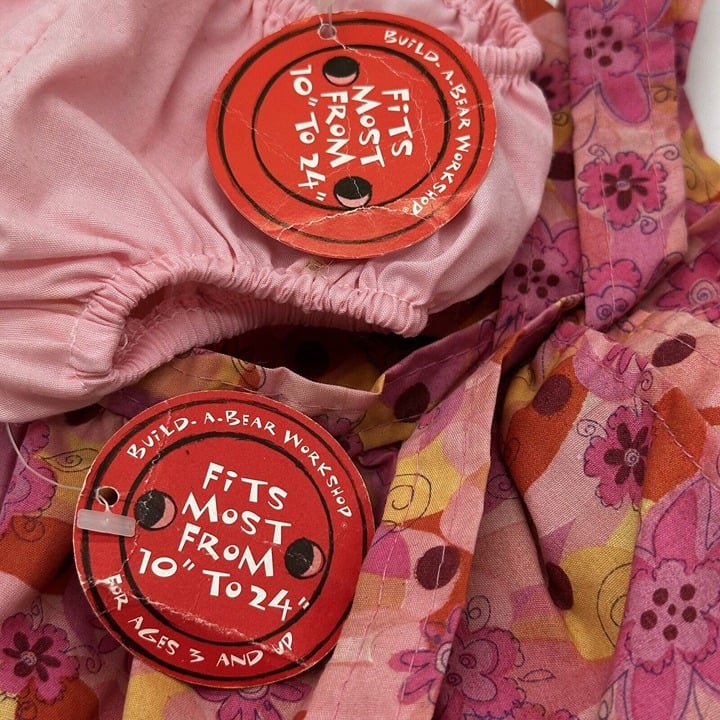 BUILD-A-BEAR WORKSHOP®
FITS
MOST
FROM
10" TO 24"
BUILD-A-BEAR WORKSHOP®
FITS
MOST
FROM
10" TO 24"
FOR AGES 3 AND UP